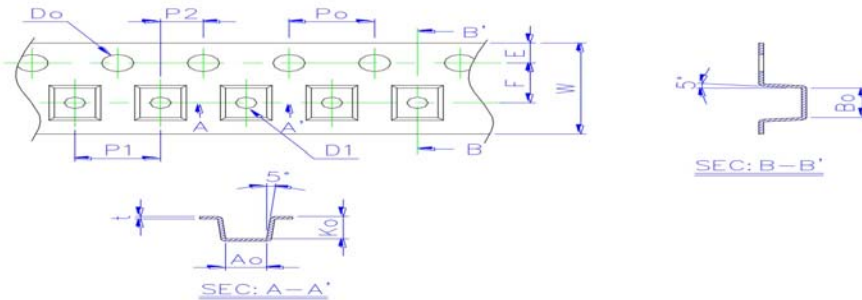 Do
P2
Po
B'
E
F
W
A
A'
P1
D1
B
5°
Bo
SEC: B-B'
5°
t
Ko
Ao
SEC: A-A'